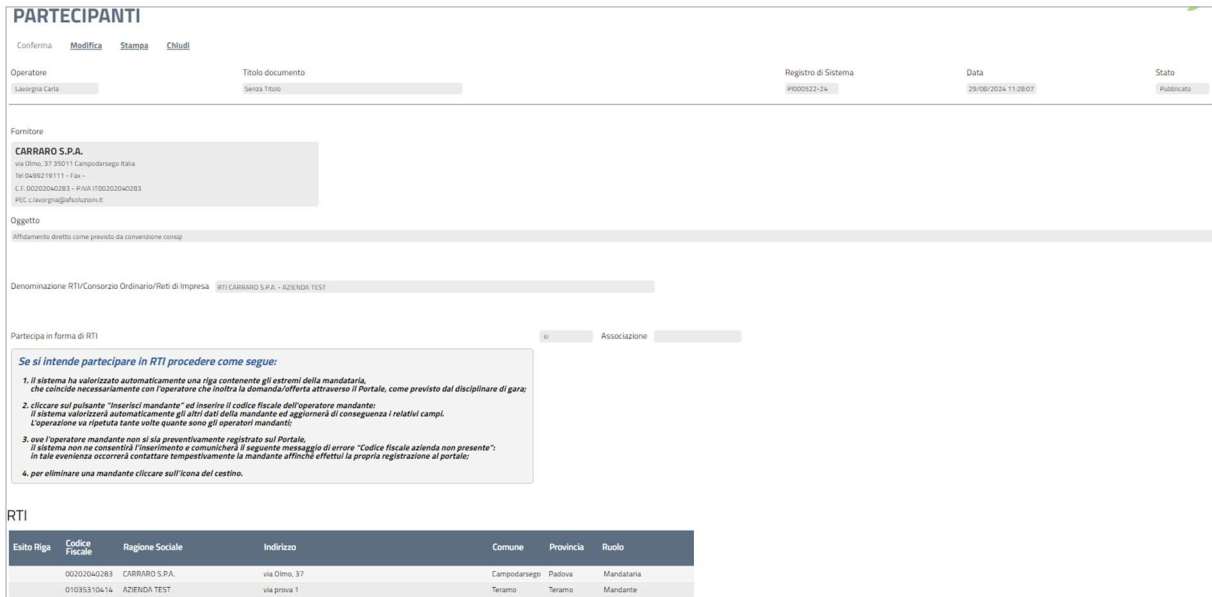 PARTECIPANTI
Conferma Modifica Stampa Chiudi
Operatore Titolo documento Registro di Sistema Data Stato
Lavorgna Carla Senza Titolo PI000522-24 29/08/2024 11:28:07 Pubblicato
Fornitore
CARRARO S.P.A.
via Olmo, 37 35011 Campodarsego Italia
Tel 0499219111 - Fax -
C.F. 00202040283 - P.IVA IT00202040283
PEC c.lavorgna@afsoluzioni.it
Oggetto
Affidamento diretto come previsto da convenzione consip
Denominazione RTI/Consorzio Ordinario/Reti di Impresa RTI CARRARO S.P.A. - AZIENDA TEST
Partecipa in forma di RTI si Associazione
Se si intende partecipare in RTI procedere come segue:
1. il sistema ha valorizzato automaticamente una riga contenente gli estremi della mandataria,
che coincide necessariamente con l'operatore che inoltra la domanda/offerta attraverso il Portale, come previsto dal disciplinare di gara;
2. cliccare sul pulsante "Inserisci mandante" ed inserire il codice fiscale dell'operatore mandante:
il sistema valorizzerà automaticamente gli altri dati della mandante ed aggiornerà di conseguenza i relativi campi.
L'operazione va ripetuta tante volte quante sono gli operatori mandanti;
3. ove l'operatore mandante non si sia preventivamente registrato sul Portale,
il sistema non ne consentirà l'inserimento e comunicherà il seguente messaggio di errore "Codice fiscale azienda non presente":
in tale evenienza occorrerà contattare tempestivamente la mandante affinchè effettui la propria registrazione al portale;
4. per eliminare una mandante cliccare sull'icona del cestino.
RTI
Esito Riga Codice Fiscale Ragione Sociale Indirizzo Comune Provincia Ruolo
00202040283 CARRARO S.P.A. via Olmo, 37 Campodarsego Padova Mandataria
01035310414 AZIENDA TEST via prova 1 Teramo Teramo Mandante